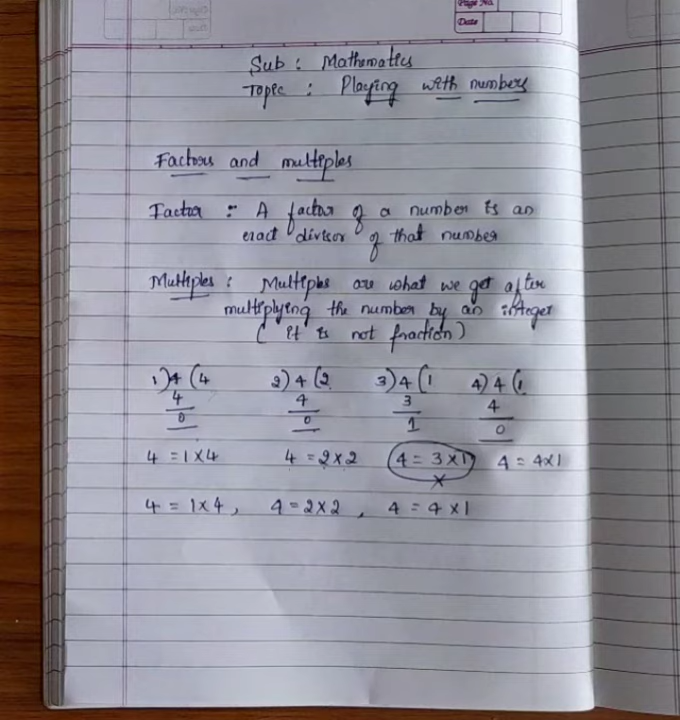 Page No.
Date
Sub : Mathematics
Topic : Playing with numbers
Factors and multiples
Factor :- A factor of a number is an
exact divisor of that number
Multiples : Multiples are what we get after
multiplying the number by an integer
( it is not fraction )
1) 4 ( 4 2) 4 ( 2 3) 4 ( 1 4) 4 ( 1
4 4 3 4
0 0 1 0
4 = 1 x 4 4 = 2 x 2 4 = 3 x 1 4 = 4 x 1
x
4 = 1 x 4 , 4 = 2 x 2 , 4 = 4 x 1